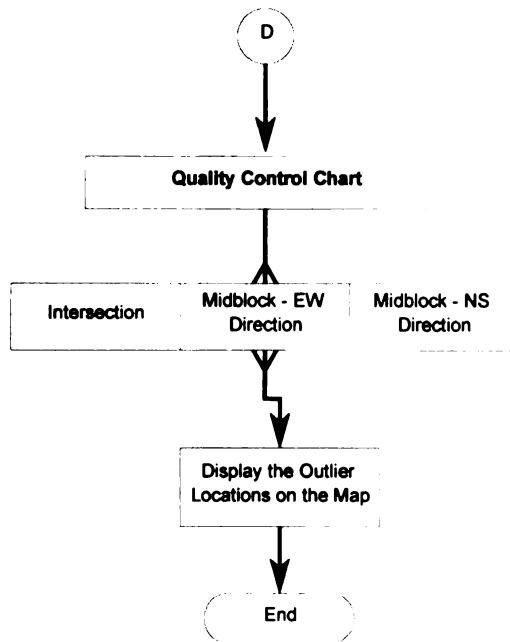 D
Quality Control Chart
Intersection
Midblock - EW
Direction
Midblock - NS
Direction
Display the Outlier
Locations on the Map
End